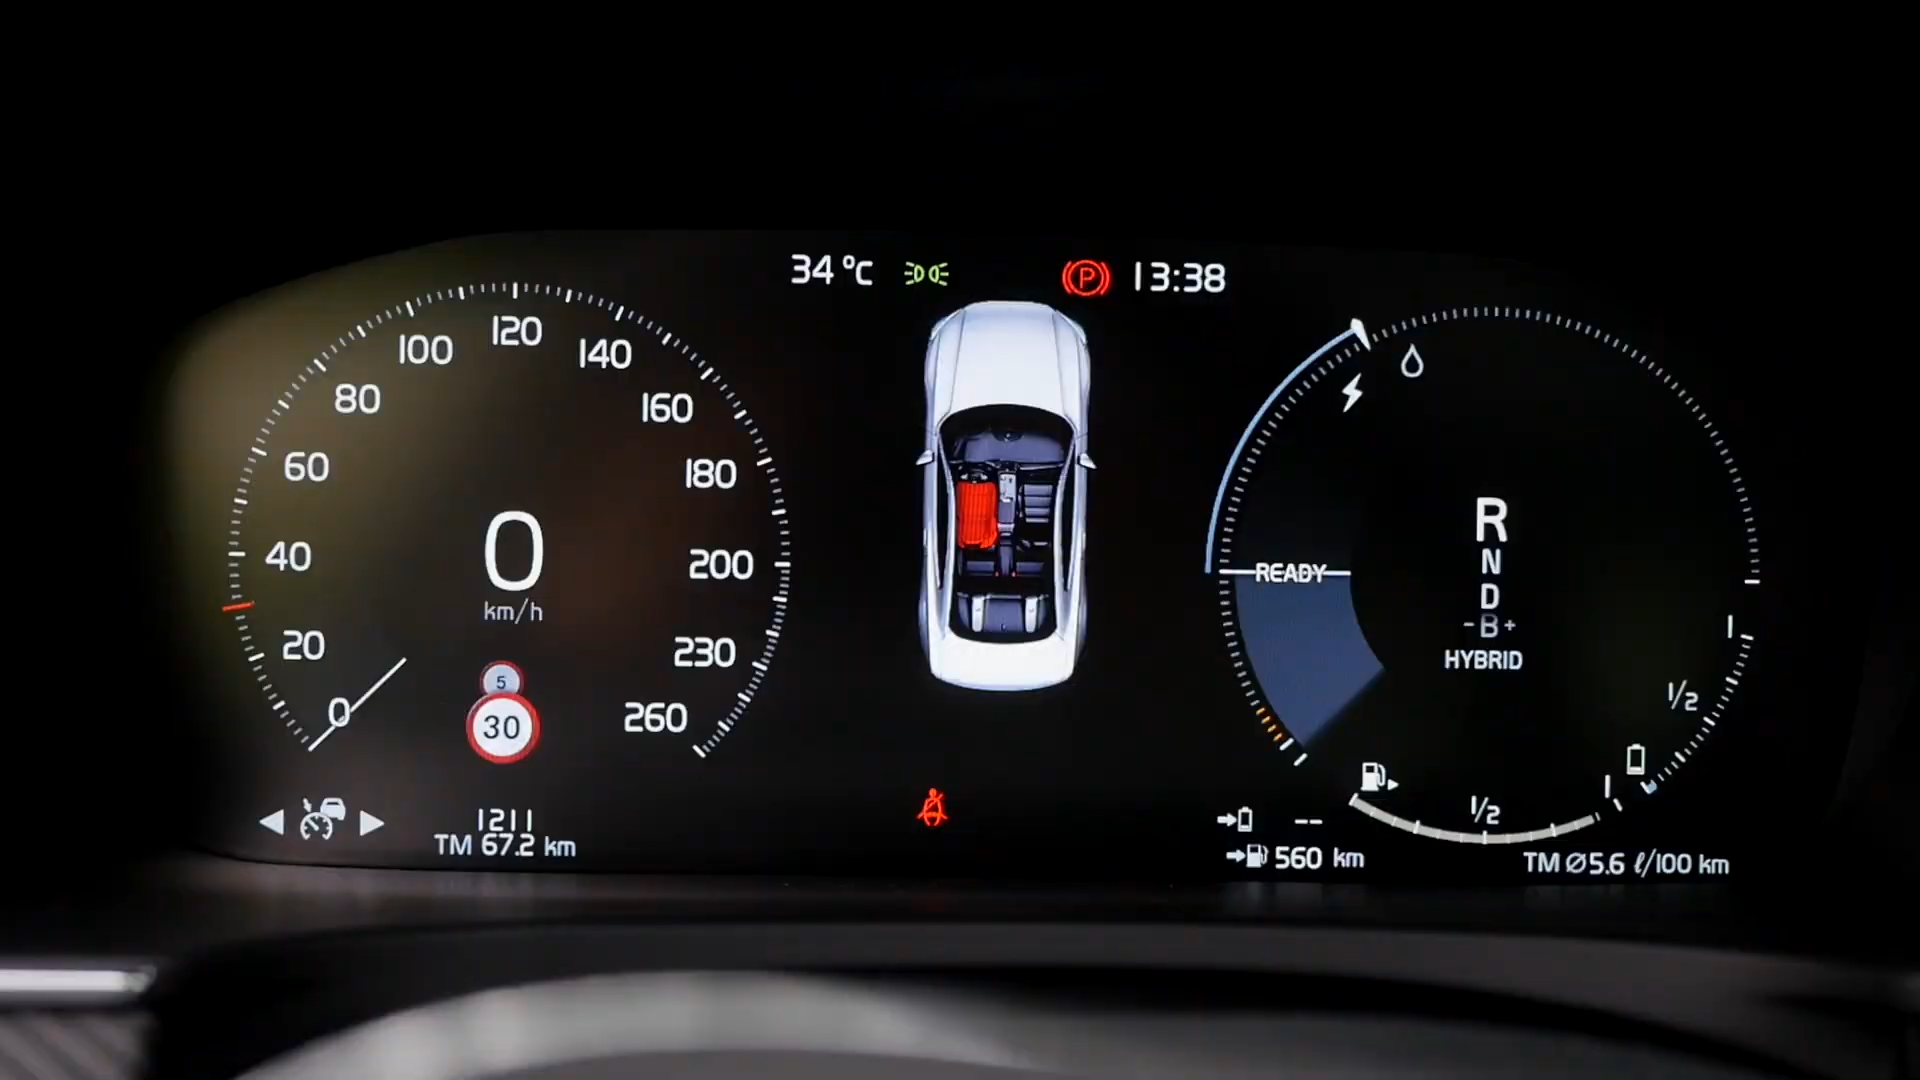 34 °C
P 13:38
0
20
40
60
80
100
120
140
160
180
200
230
260
0
km/h
5
30
1211
TM 67.2 km
READY
R
N
D
-B+
HYBRID
1
1/2
1/2
1
--
560 km
TM Ø5.6 ℓ/100 km